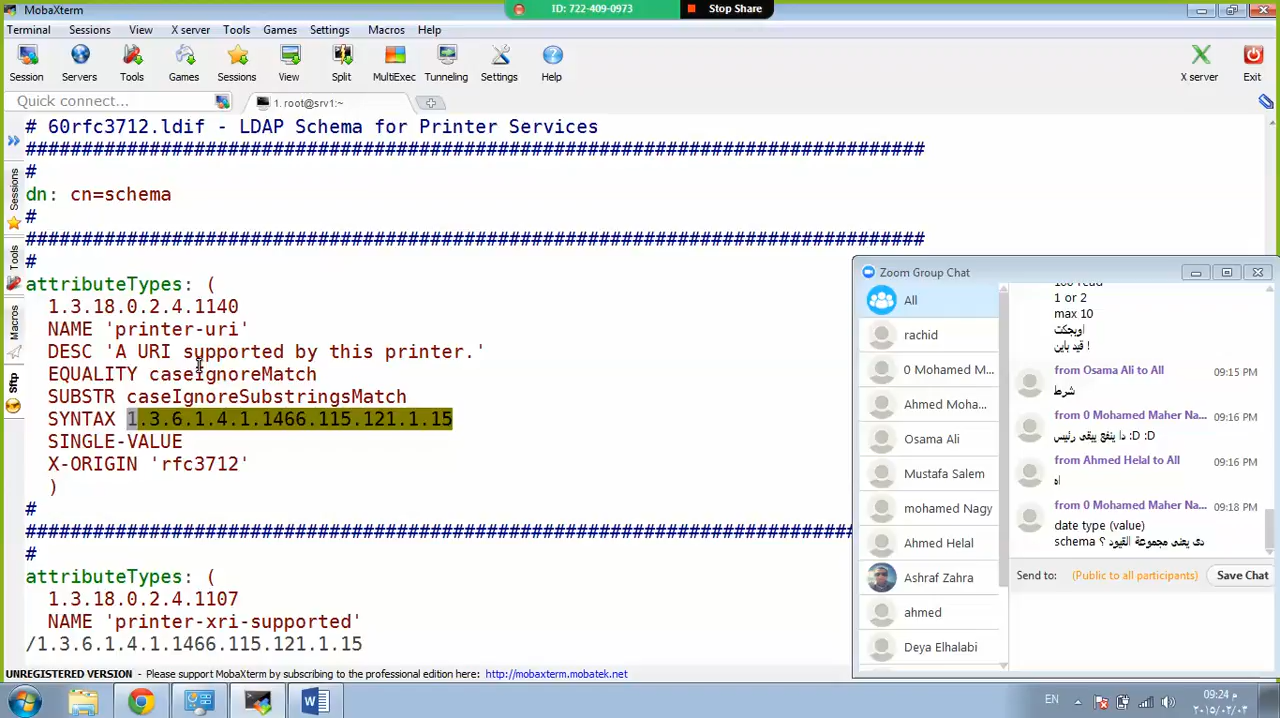 MobaXterm
ID: 722-409-0973
Stop Share
Terminal Sessions View X server Tools Games Settings Macros Help
Session Servers Tools Games Sessions View Split MultiExec Tunneling Settings Help X server Exit
Quick connect...
1. root@srv1:~
Sessions
Tools
Macros
Sftp
# 60rfc3712.ldif - LDAP Schema for Printer Services
################################################################################
#
dn: cn=schema
#
################################################################################
#
attributeTypes: (
1.3.18.0.2.4.1140
NAME 'printer-uri'
DESC 'A URI supported by this printer.'
EQUALITY caseIgnoreMatch
SUBSTR caseIgnoreSubstringsMatch
SYNTAX 1.3.6.1.4.1.1466.115.121.1.15
SINGLE-VALUE
X-ORIGIN 'rfc3712'
)
#
##########################################################################
#
attributeTypes: (
1.3.18.0.2.4.1107
NAME 'printer-xri-supported'
/1.3.6.1.4.1.1466.115.121.1.15
Zoom Group Chat
All
rachid
0 Mohamed M...
Ahmed Moha...
Osama Ali
Mustafa Salem
mohamed Nagy
Ahmed Helal
Ashraf Zahra
ahmed
Deya Elhalabi
100 read
1 or 2
max 10
اوبجكت
قيد باين !
from Osama Ali to All 09:15 PM
شرط
from 0 Mohamed Maher Na... 09:16 PM
دا ينفع يبقى رئيس :D :D
from Ahmed Helal to All 09:16 PM
اه
from 0 Mohamed Maher Na... 09:18 PM
date type (value)
دى يعنى مجموعة القيود ؟ schema
Send to: (Public to all participants) Save Chat
UNREGISTERED VERSION - Please support MobaXterm by subscribing to the professional edition here: http://mobaxterm.mobatek.net
EN
09:24 م
٢٠١٥/٠٢/٠٣